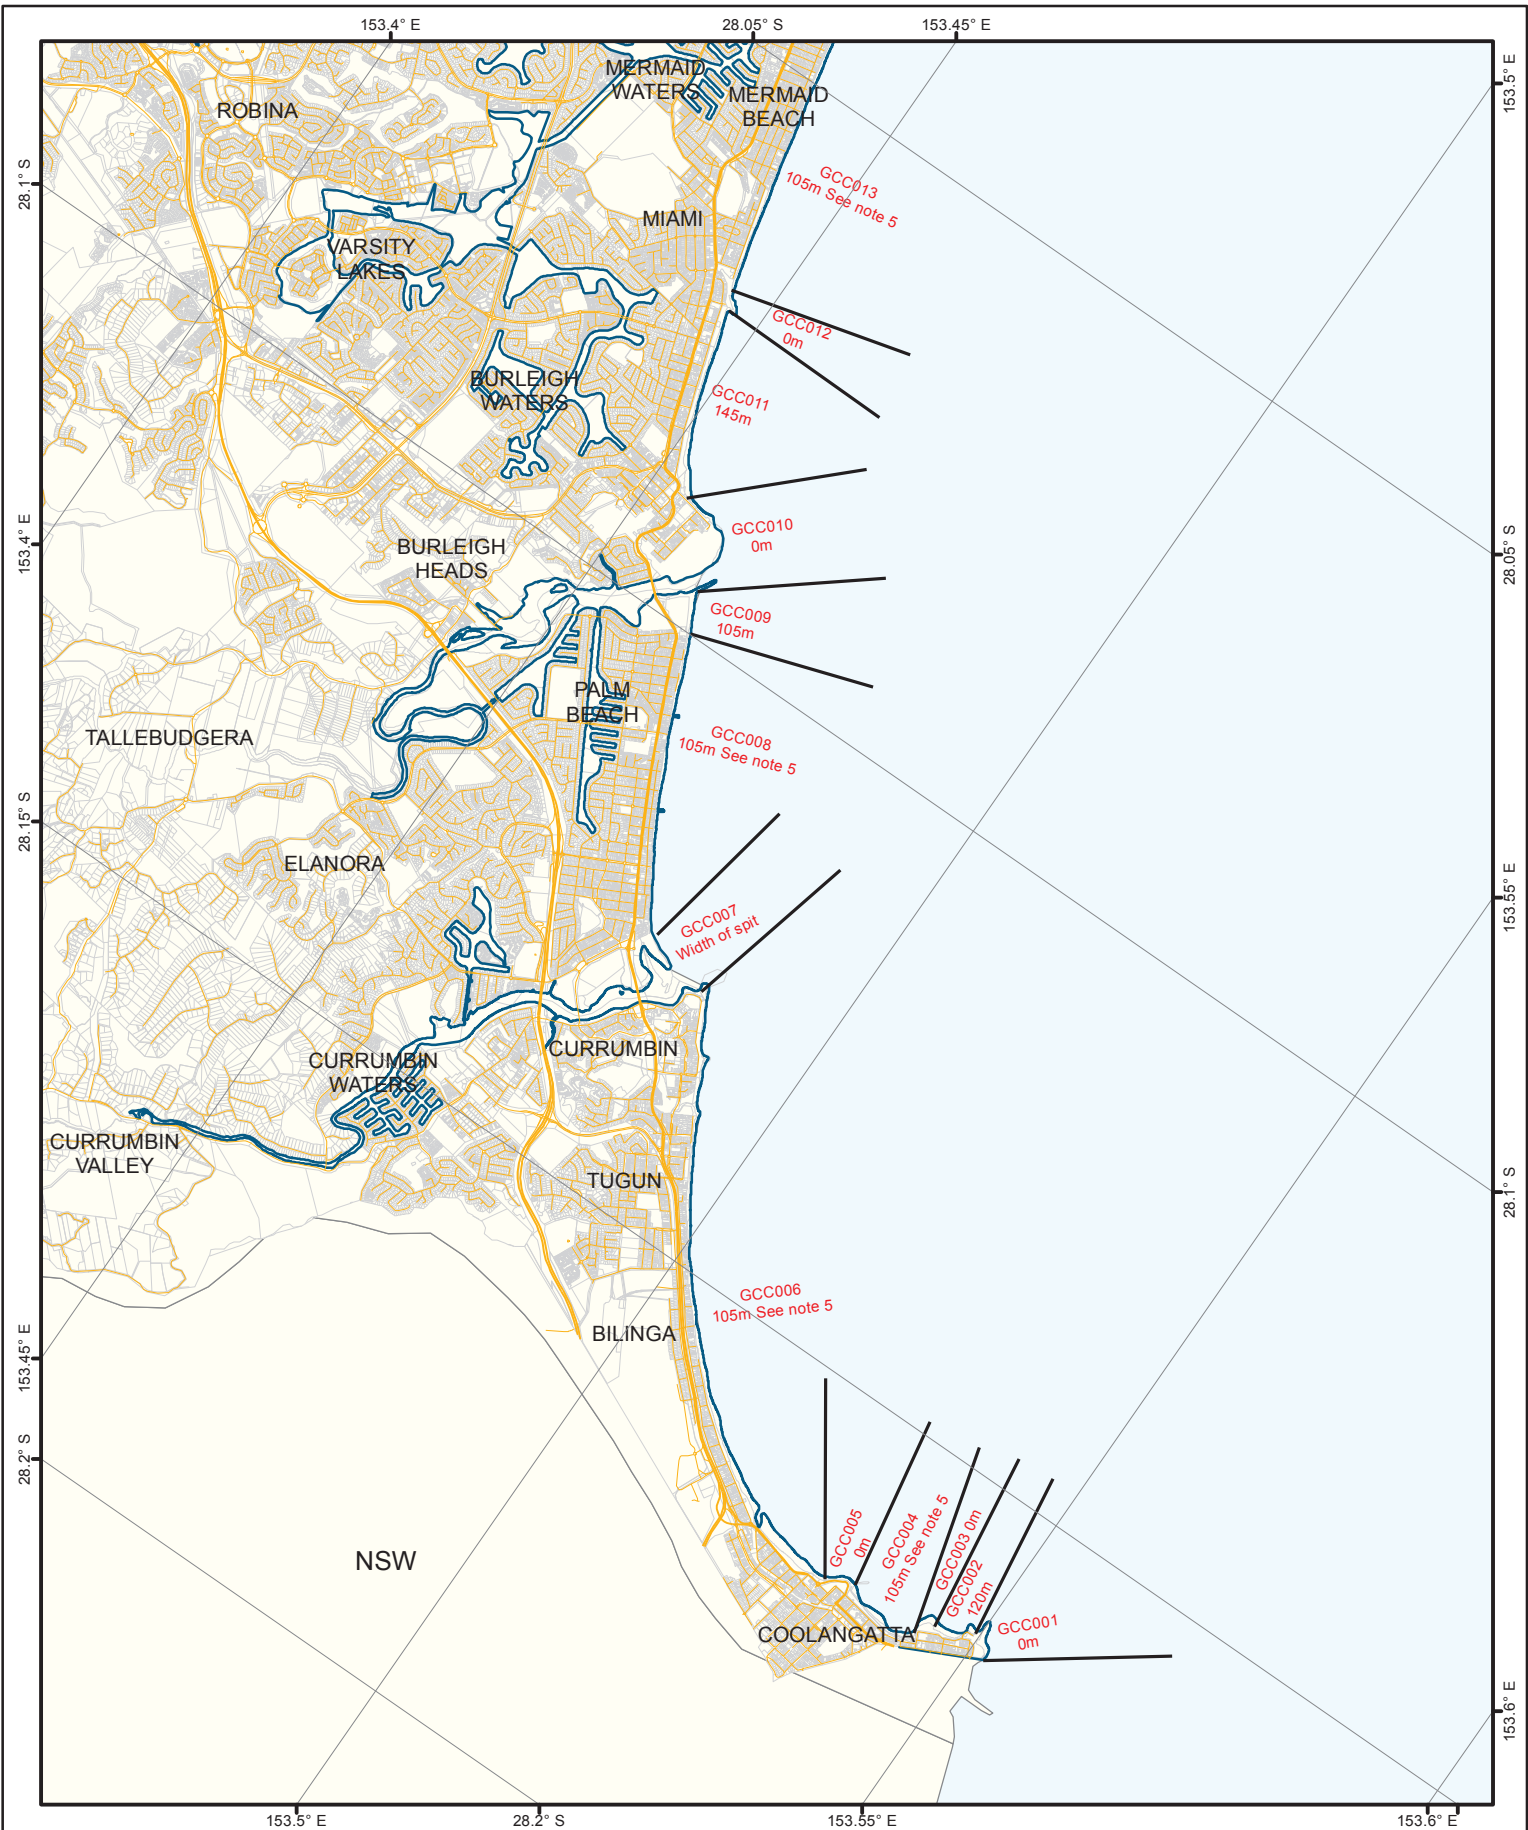 153.4° E
28.05° S
153.45° E
153.5° E
MERMAID
WATERS
MERMAID
BEACH
ROBINA
28.1° S
GCC013
105m See note 5
MIAMI
VARSITY
LAKES
GCC012
0m
BURLEIGH
WATERS
GCC011
145m
GCC010
0m
153.4° E
28.05° S
BURLEIGH
HEADS
GCC009
105m
PALM
BEACH
TALLEBUDGERA
GCC008
105m See note 5
28.15° S
ELANORA
153.55° E
GCC007
Width of spit
CURRUMBIN
CURRUMBIN
WATERS
CURRUMBIN
VALLEY
TUGUN
28.1° S
GCC006
105m See note 5
BILINGA
153.45° E
28.2° S
GCC005
0m
GCC004
105m See note 5
GCC003 0m
GCC002
120m
GCC001
0m
NSW
COOLANGATTA
153.6° E
153.5° E
28.2° S
153.55° E
153.6° E